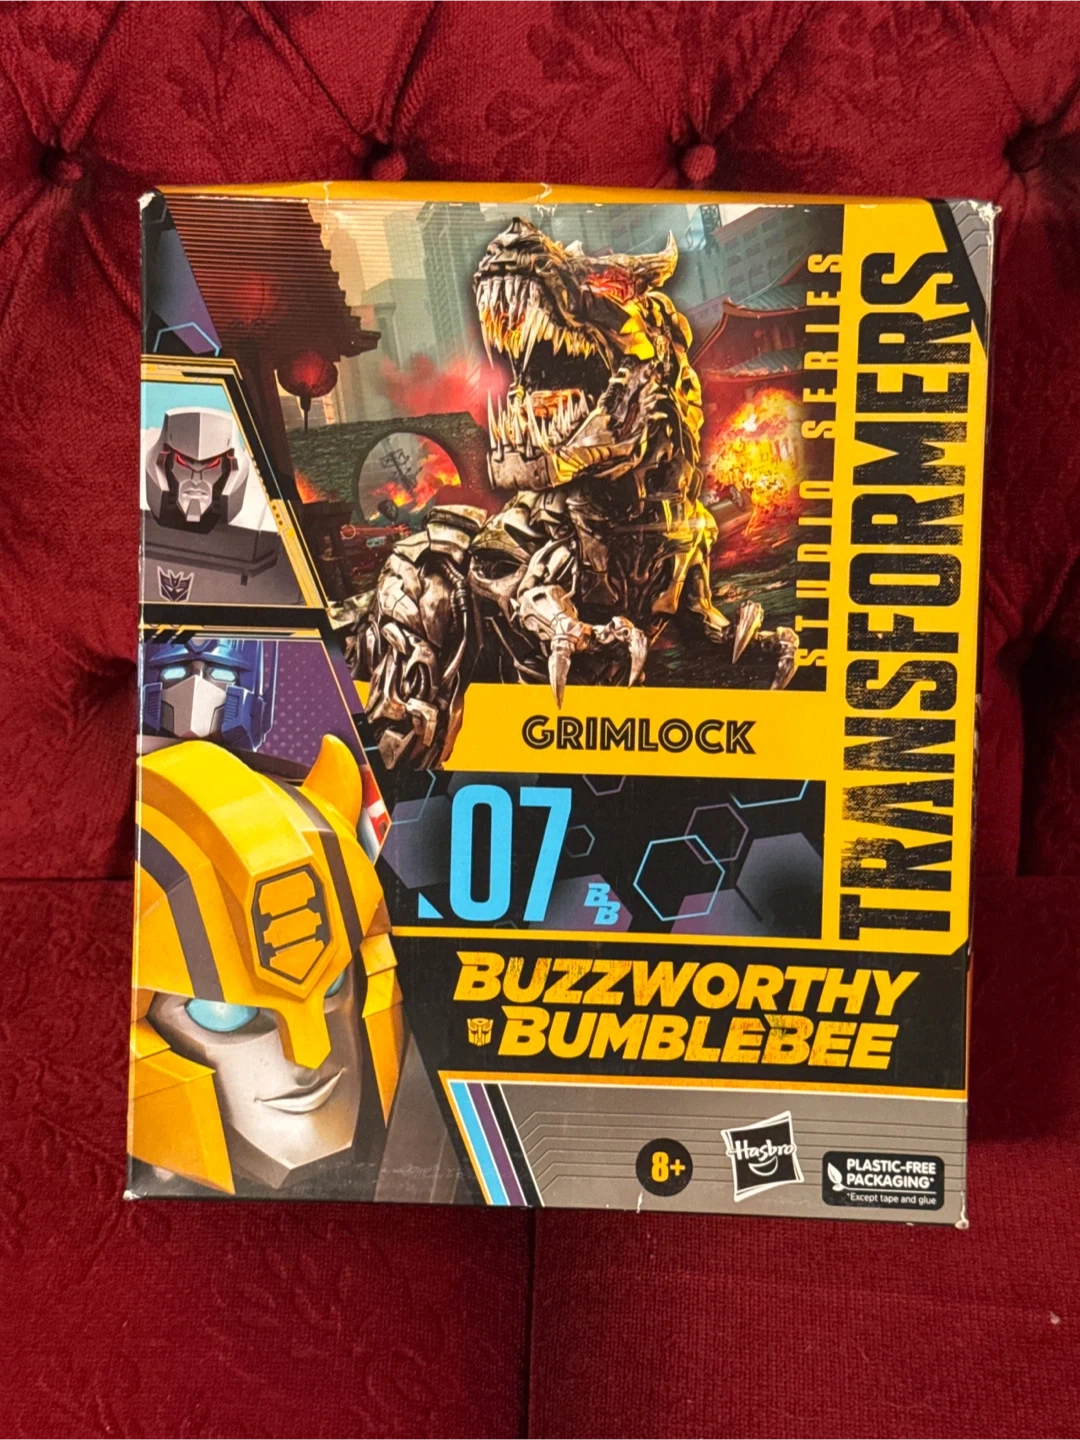 STUDIO SERIES
TRANSFORMERS
GRIMLOCK
07
BB
BUZZWORTHY
BUMBLEBEE
8+
Hasbro
PLASTIC-FREE
PACKAGING*
*Except tape and glue